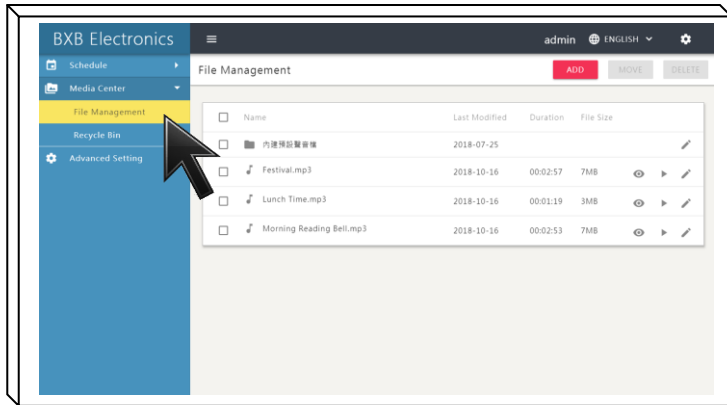 BXB Electronics
admin ENGLISH
Schedule
Media Center
File Management
Recycle Bin
Advanced Setting
File Management
ADD MOVE DELETE
Name Last Modified Duration File Size
內建預設聲音檔 2018-07-25
Festival.mp3 2018-10-16 00:02:57 7MB
Lunch Time.mp3 2018-10-16 00:01:19 3MB
Morning Reading Bell.mp3 2018-10-16 00:02:53 7MB